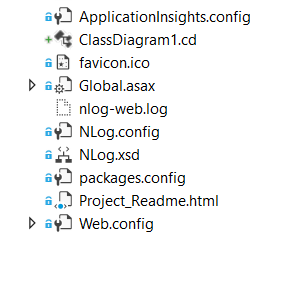 ApplicationInsights.config
ClassDiagram1.cd
favicon.ico
Global.asax
nlog-web.log
NLog.config
NLog.xsd
packages.config
Project_Readme.html
Web.config